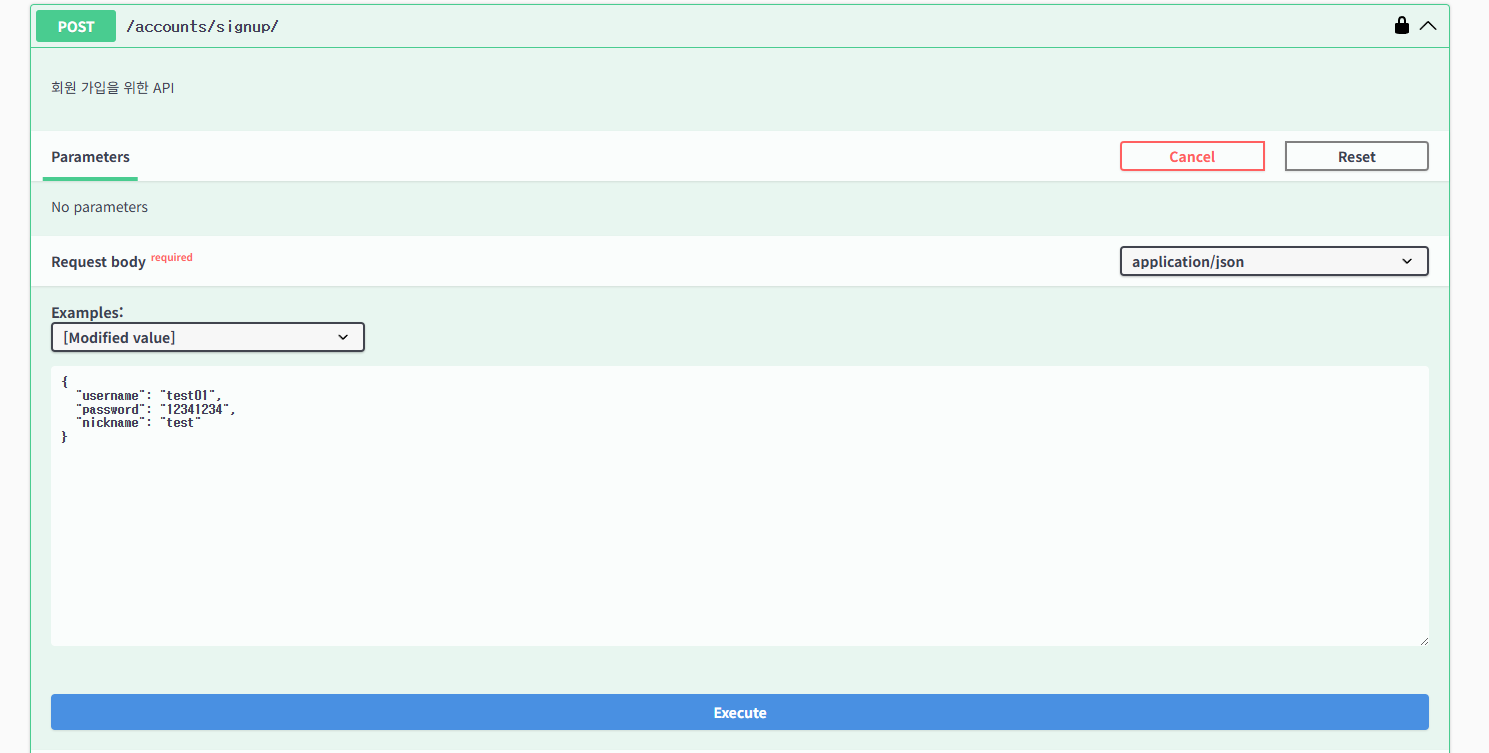 POST /accounts/signup/
회원 가입을 위한 API
Parameters Cancel Reset
No parameters
Request body required application/json
Examples:
[Modified value]
{
"username": "test01",
"password": "12341234",
"nickname": "test"
}
Execute